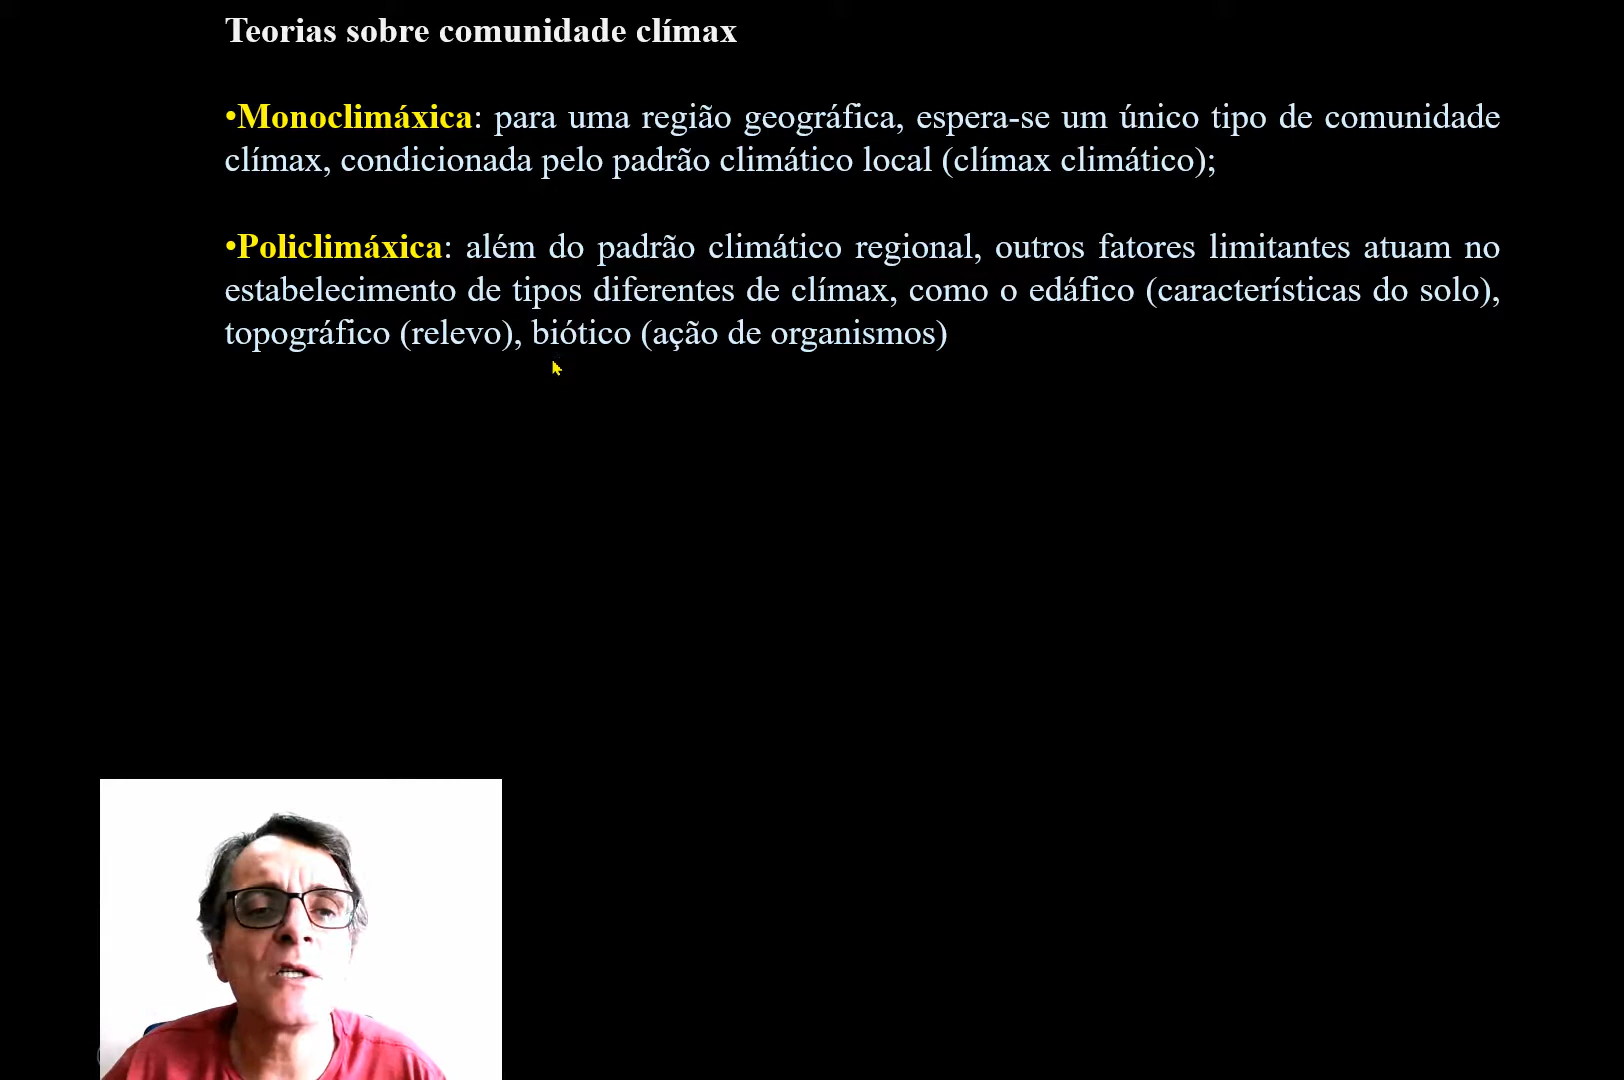 Teorias sobre comunidade clímax
•Monoclimáxica: para uma região geográfica, espera-se um único tipo de comunidade
clímax, condicionada pelo padrão climático local (clímax climático);
•Policlimáxica: além do padrão climático regional, outros fatores limitantes atuam no
estabelecimento de tipos diferentes de clímax, como o edáfico (características do solo),
topográfico (relevo), biótico (ação de organismos)